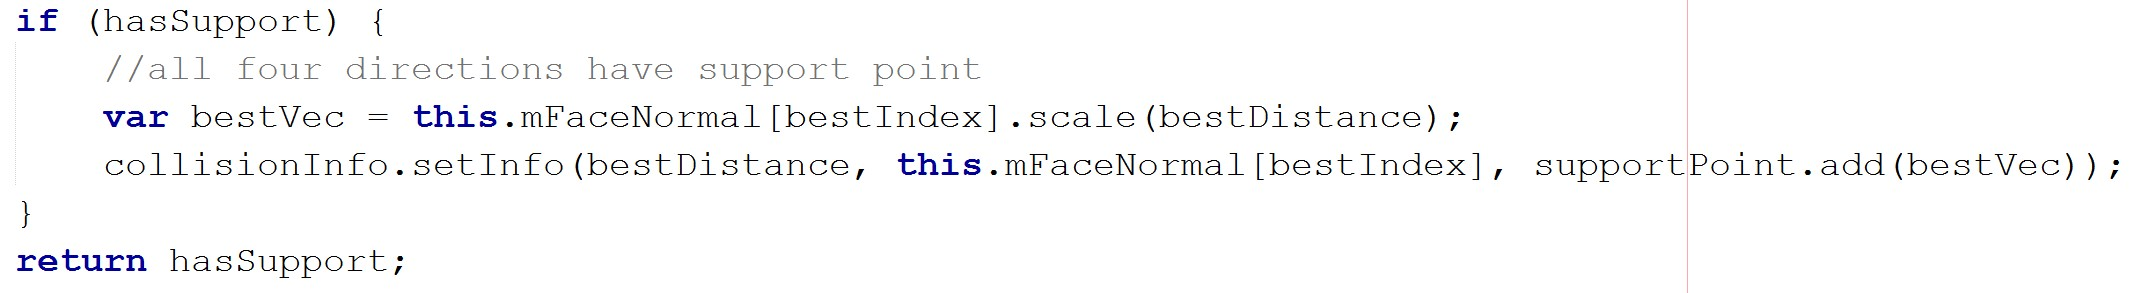 if (hasSupport) {
    //all four directions have support point
    var bestVec = this.mFaceNormal[bestIndex].scale(bestDistance);
    collisionInfo.setInfo(bestDistance, this.mFaceNormal[bestIndex], supportPoint.add(bestVec));
}
return hasSupport;